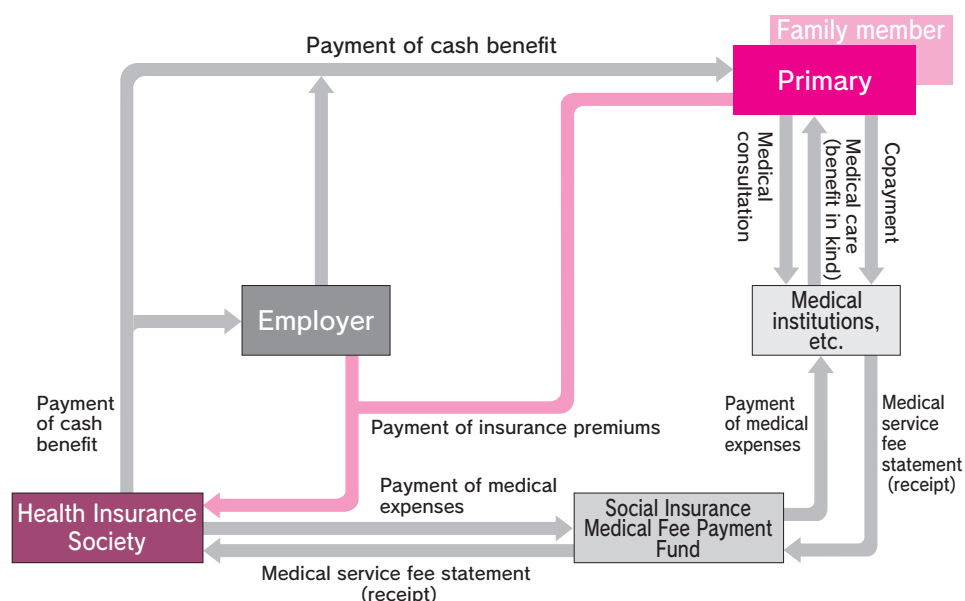 Family member
Payment of cash benefit
Primary
Medical
consultation
Medical care
(benefit in kind)
Copayment
Employer
Medical
institutions,
etc.
Payment
of cash
benefit
Payment of insurance premiums
Payment
of medical
expenses
Medical
service
fee
statement
(receipt)
Health Insurance
Society
Payment of medical
expenses
Social Insurance
Medical Fee Payment
Fund
Medical service fee statement
(receipt)